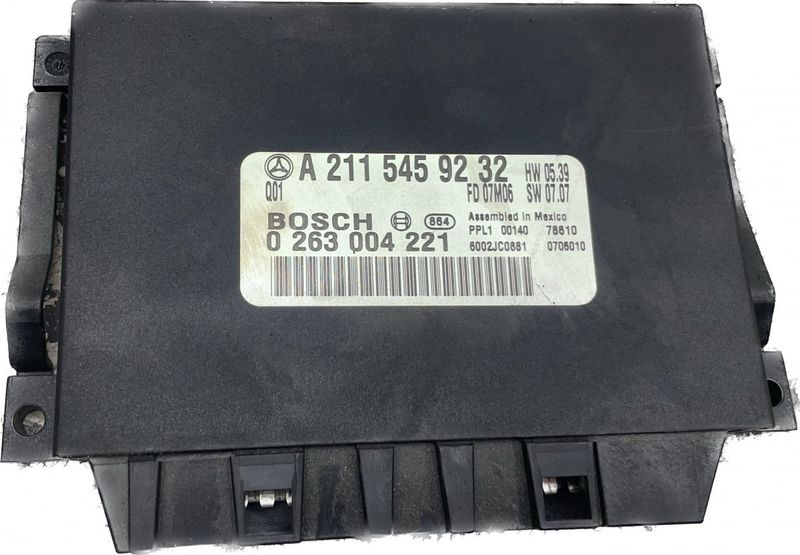 A 211 545 92 32 HW 05.39
Q01 FD 07M06 SW 07.07
BOSCH 864 Assembled in Mexico
0 263 004 221 PPL1 00140 78610
6002JC0881 0706010